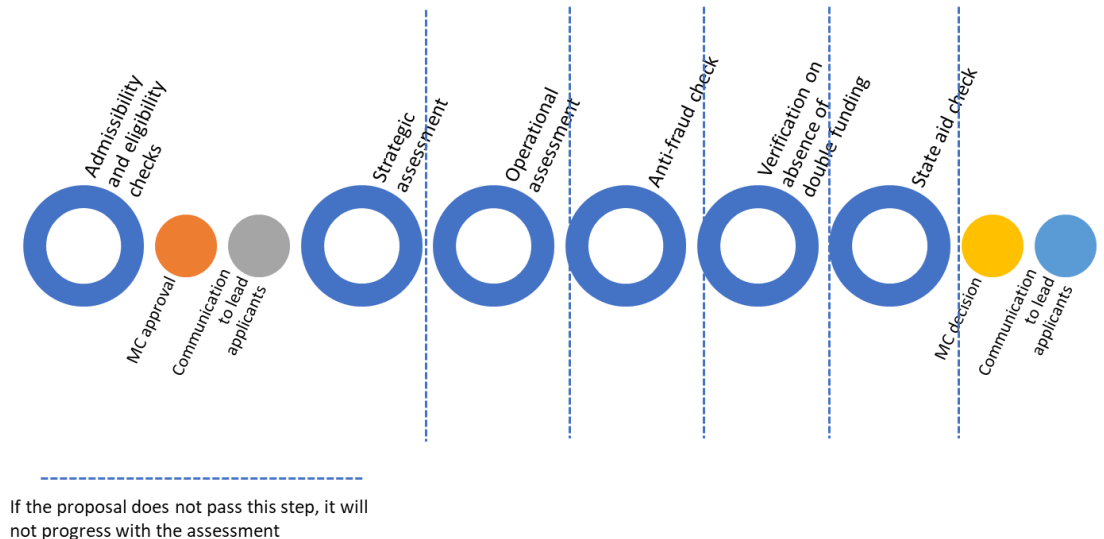 Admissibility
and eligibility
checks
MC approval
Communication
to lead
applicants
Strategic
assessment
Operational
assessment
Anti-fraud check
Verification on
absence of
double funding
State aid check
MC decision
Communication
to lead
applicants
If the proposal does not pass this step, it will
not progress with the assessment